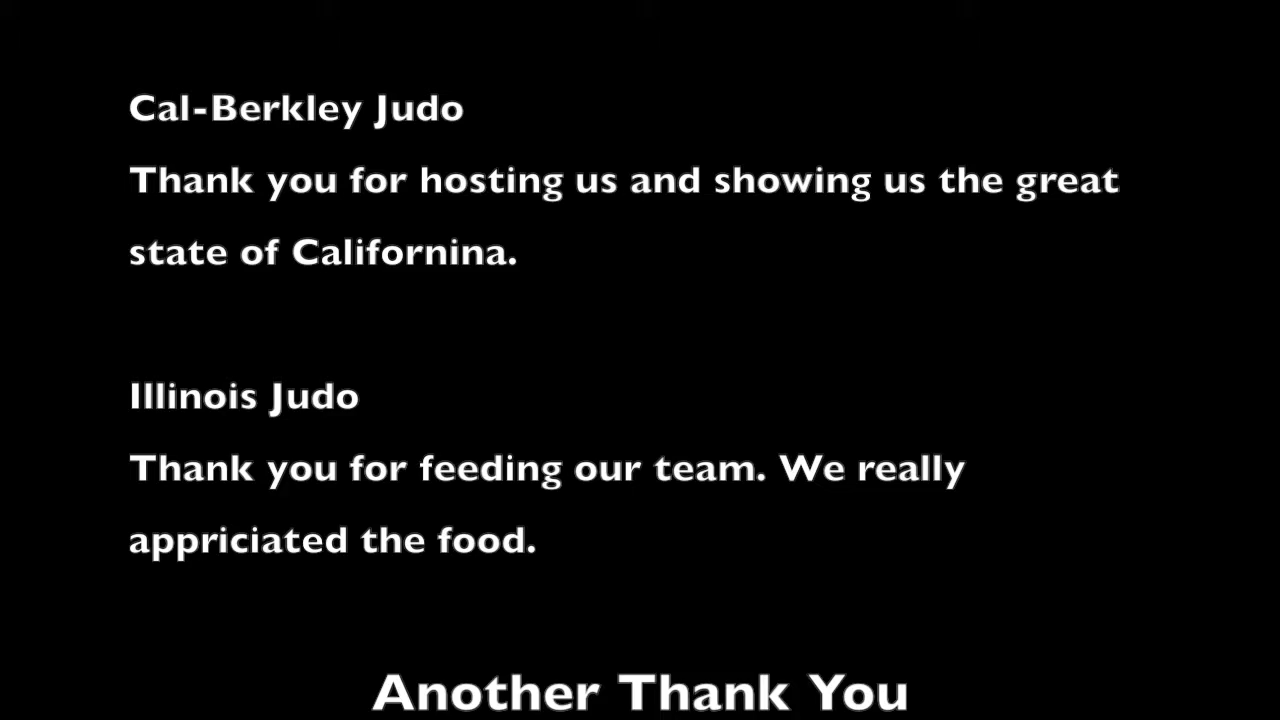 Cal-Berkley Judo
Thank you for hosting us and showing us the great
state of Californina.
Illinois Judo
Thank you for feeding our team. We really
appriciated the food.
Another Thank You